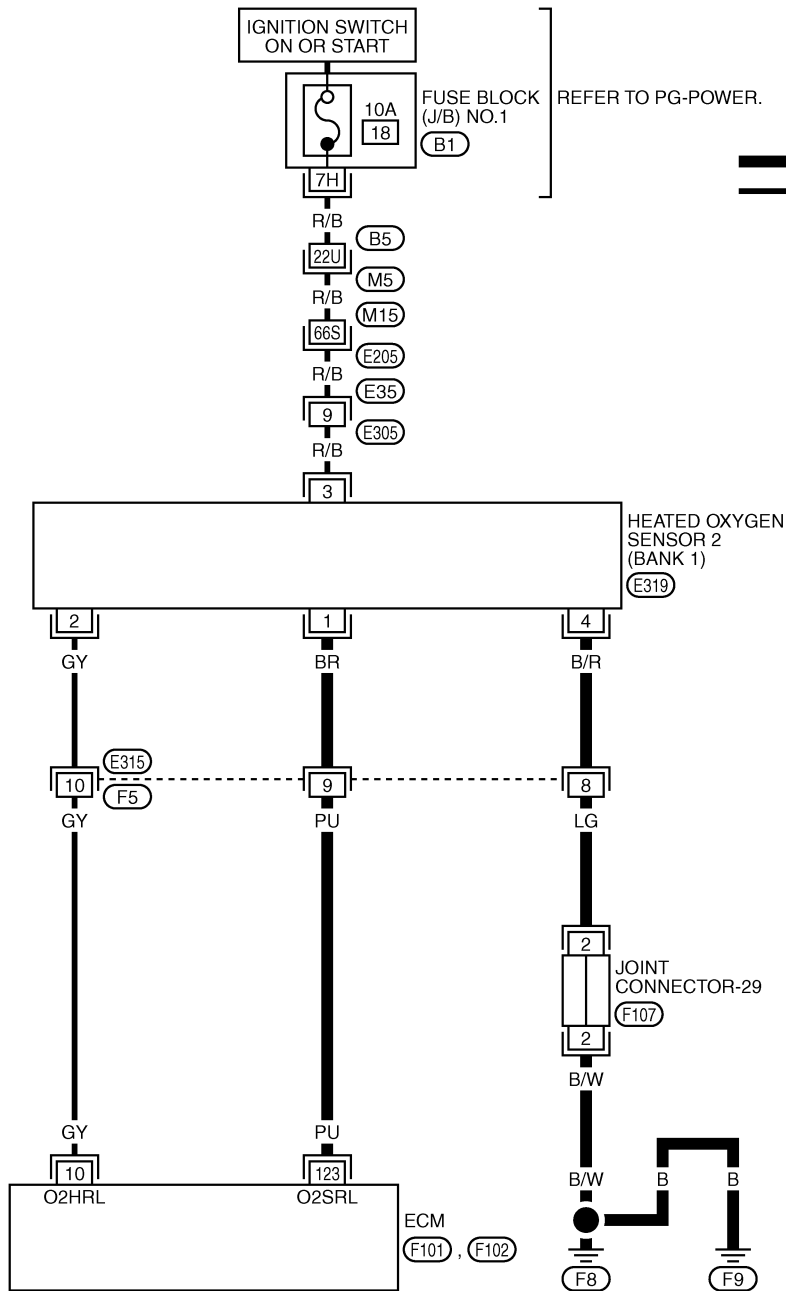 IGNITION SWITCH
ON OR START
10A
18
FUSE BLOCK
(J/B) NO.1
B1
REFER TO PG-POWER.
7H
R/B
B5
22U
M5
R/B
M15
66S
E205
R/B
E35
9
E305
R/B
3
HEATED OXYGEN
SENSOR 2
(BANK 1)
E319
2
1
4
GY
BR
B/R
E315
10
9
8
F5
GY
PU
LG
2
JOINT
CONNECTOR-29
F107
2
B/W
GY
PU
10
123
B/W
B
B
O2HRL
O2SRL
ECM
F101 , F102
F8
F9